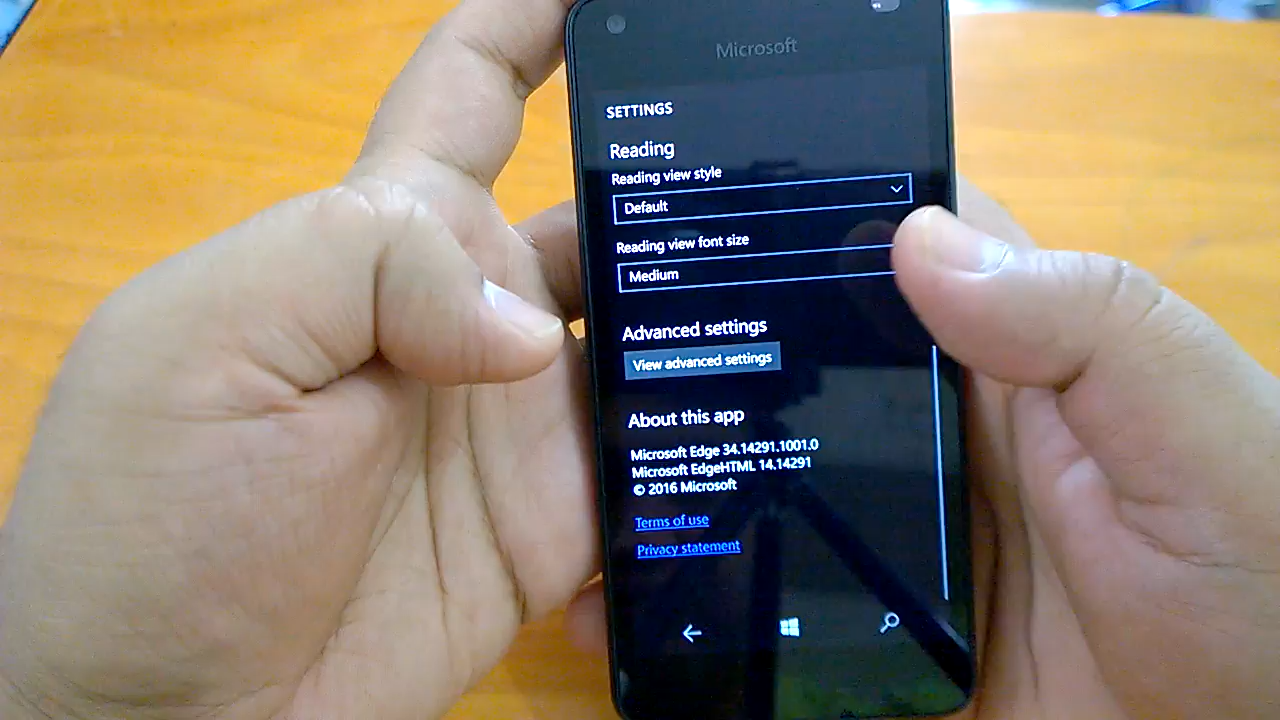 Microsoft
SETTINGS
Reading
Reading view style
Default
Reading view font size
Medium
Advanced settings
View advanced settings
About this app
Microsoft Edge 34.14291.1001.0
Microsoft EdgeHTML 14.14291
© 2016 Microsoft
Terms of use
Privacy statement